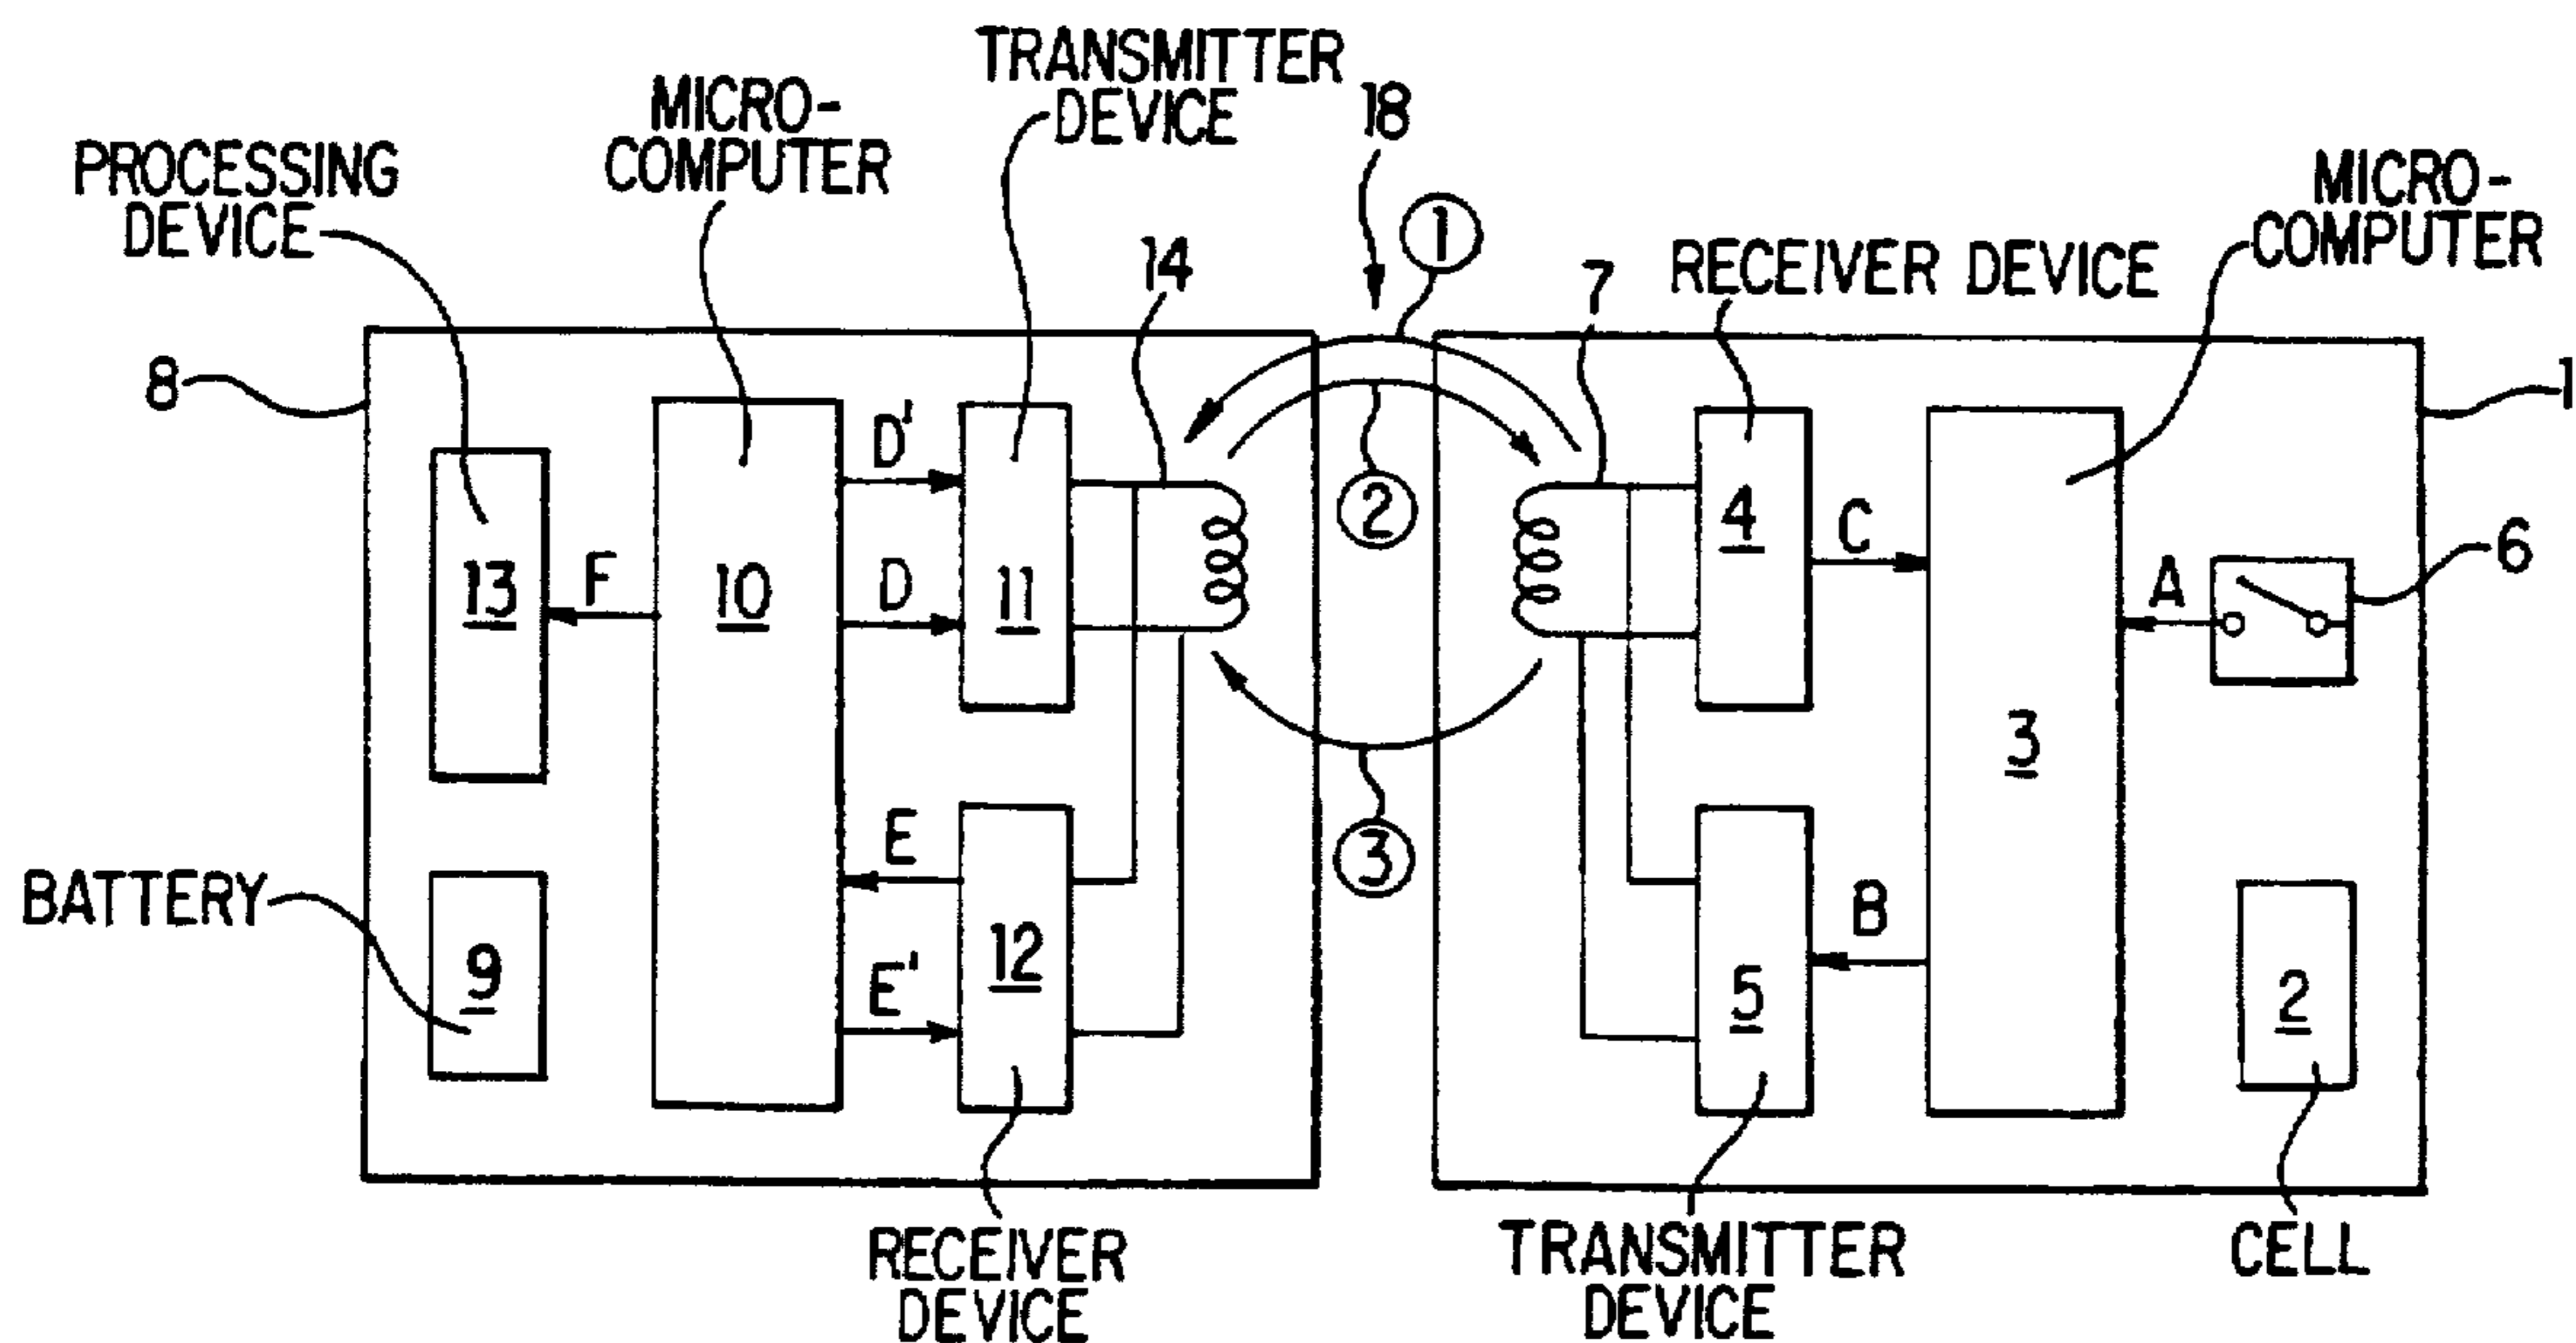 TRANSMITTER
DEVICE
MICRO-
COMPUTER
PROCESSING
DEVICE
18
①
MICRO-
COMPUTER
RECEIVER DEVICE
14
7
8
1
D'
②
4
C
6
13
F
10
D
11
A
3
E
③
BATTERY
9
E'
12
B
5
2
RECEIVER
DEVICE
TRANSMITTER
DEVICE
CELL